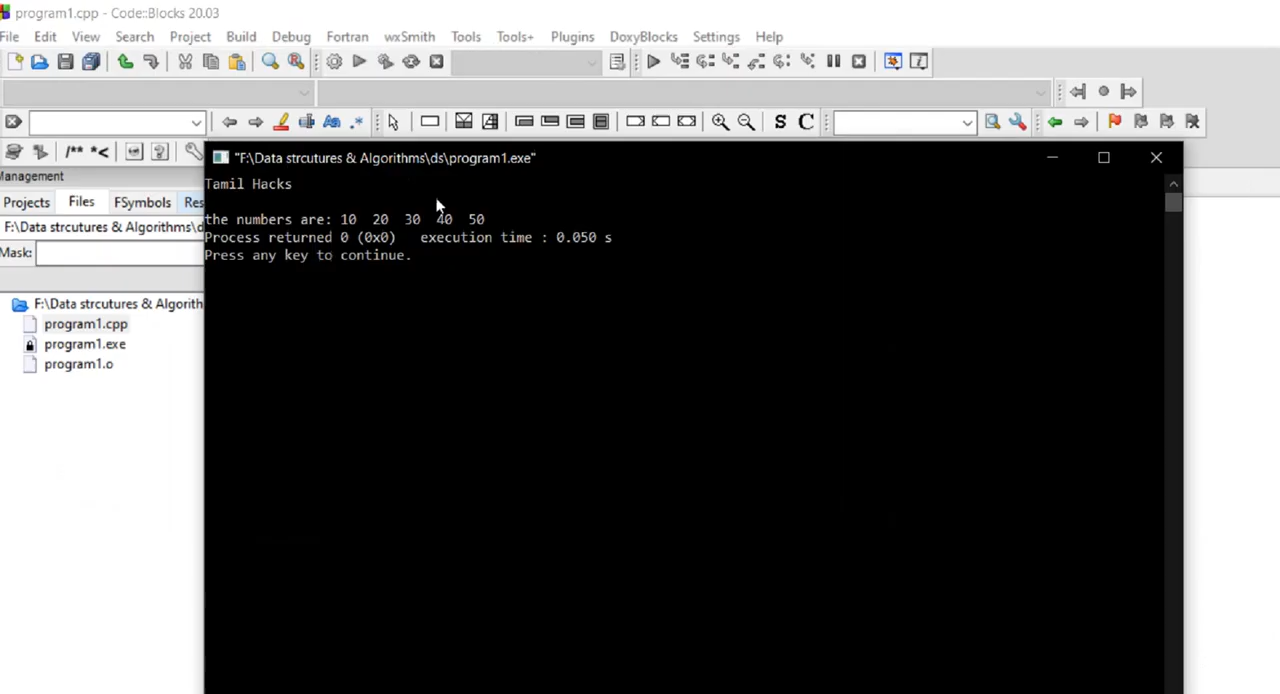 program1.cpp - Code::Blocks 20.03
File Edit View Search Project Build Debug Fortran wxSmith Tools Tools+ Plugins DoxyBlocks Settings Help
S C
/** *<
"F:\Data strcutures & Algorithms\ds\program1.exe"
Management
Tamil Hacks
Projects Files FSymbols Res
the numbers are: 10 20 30 40 50
F:\Data strcutures & Algorithms\d
Process returned 0 (0x0) execution time : 0.050 s
Mask:
Press any key to continue.
F:\Data strcutures & Algorith
program1.cpp
program1.exe
program1.o